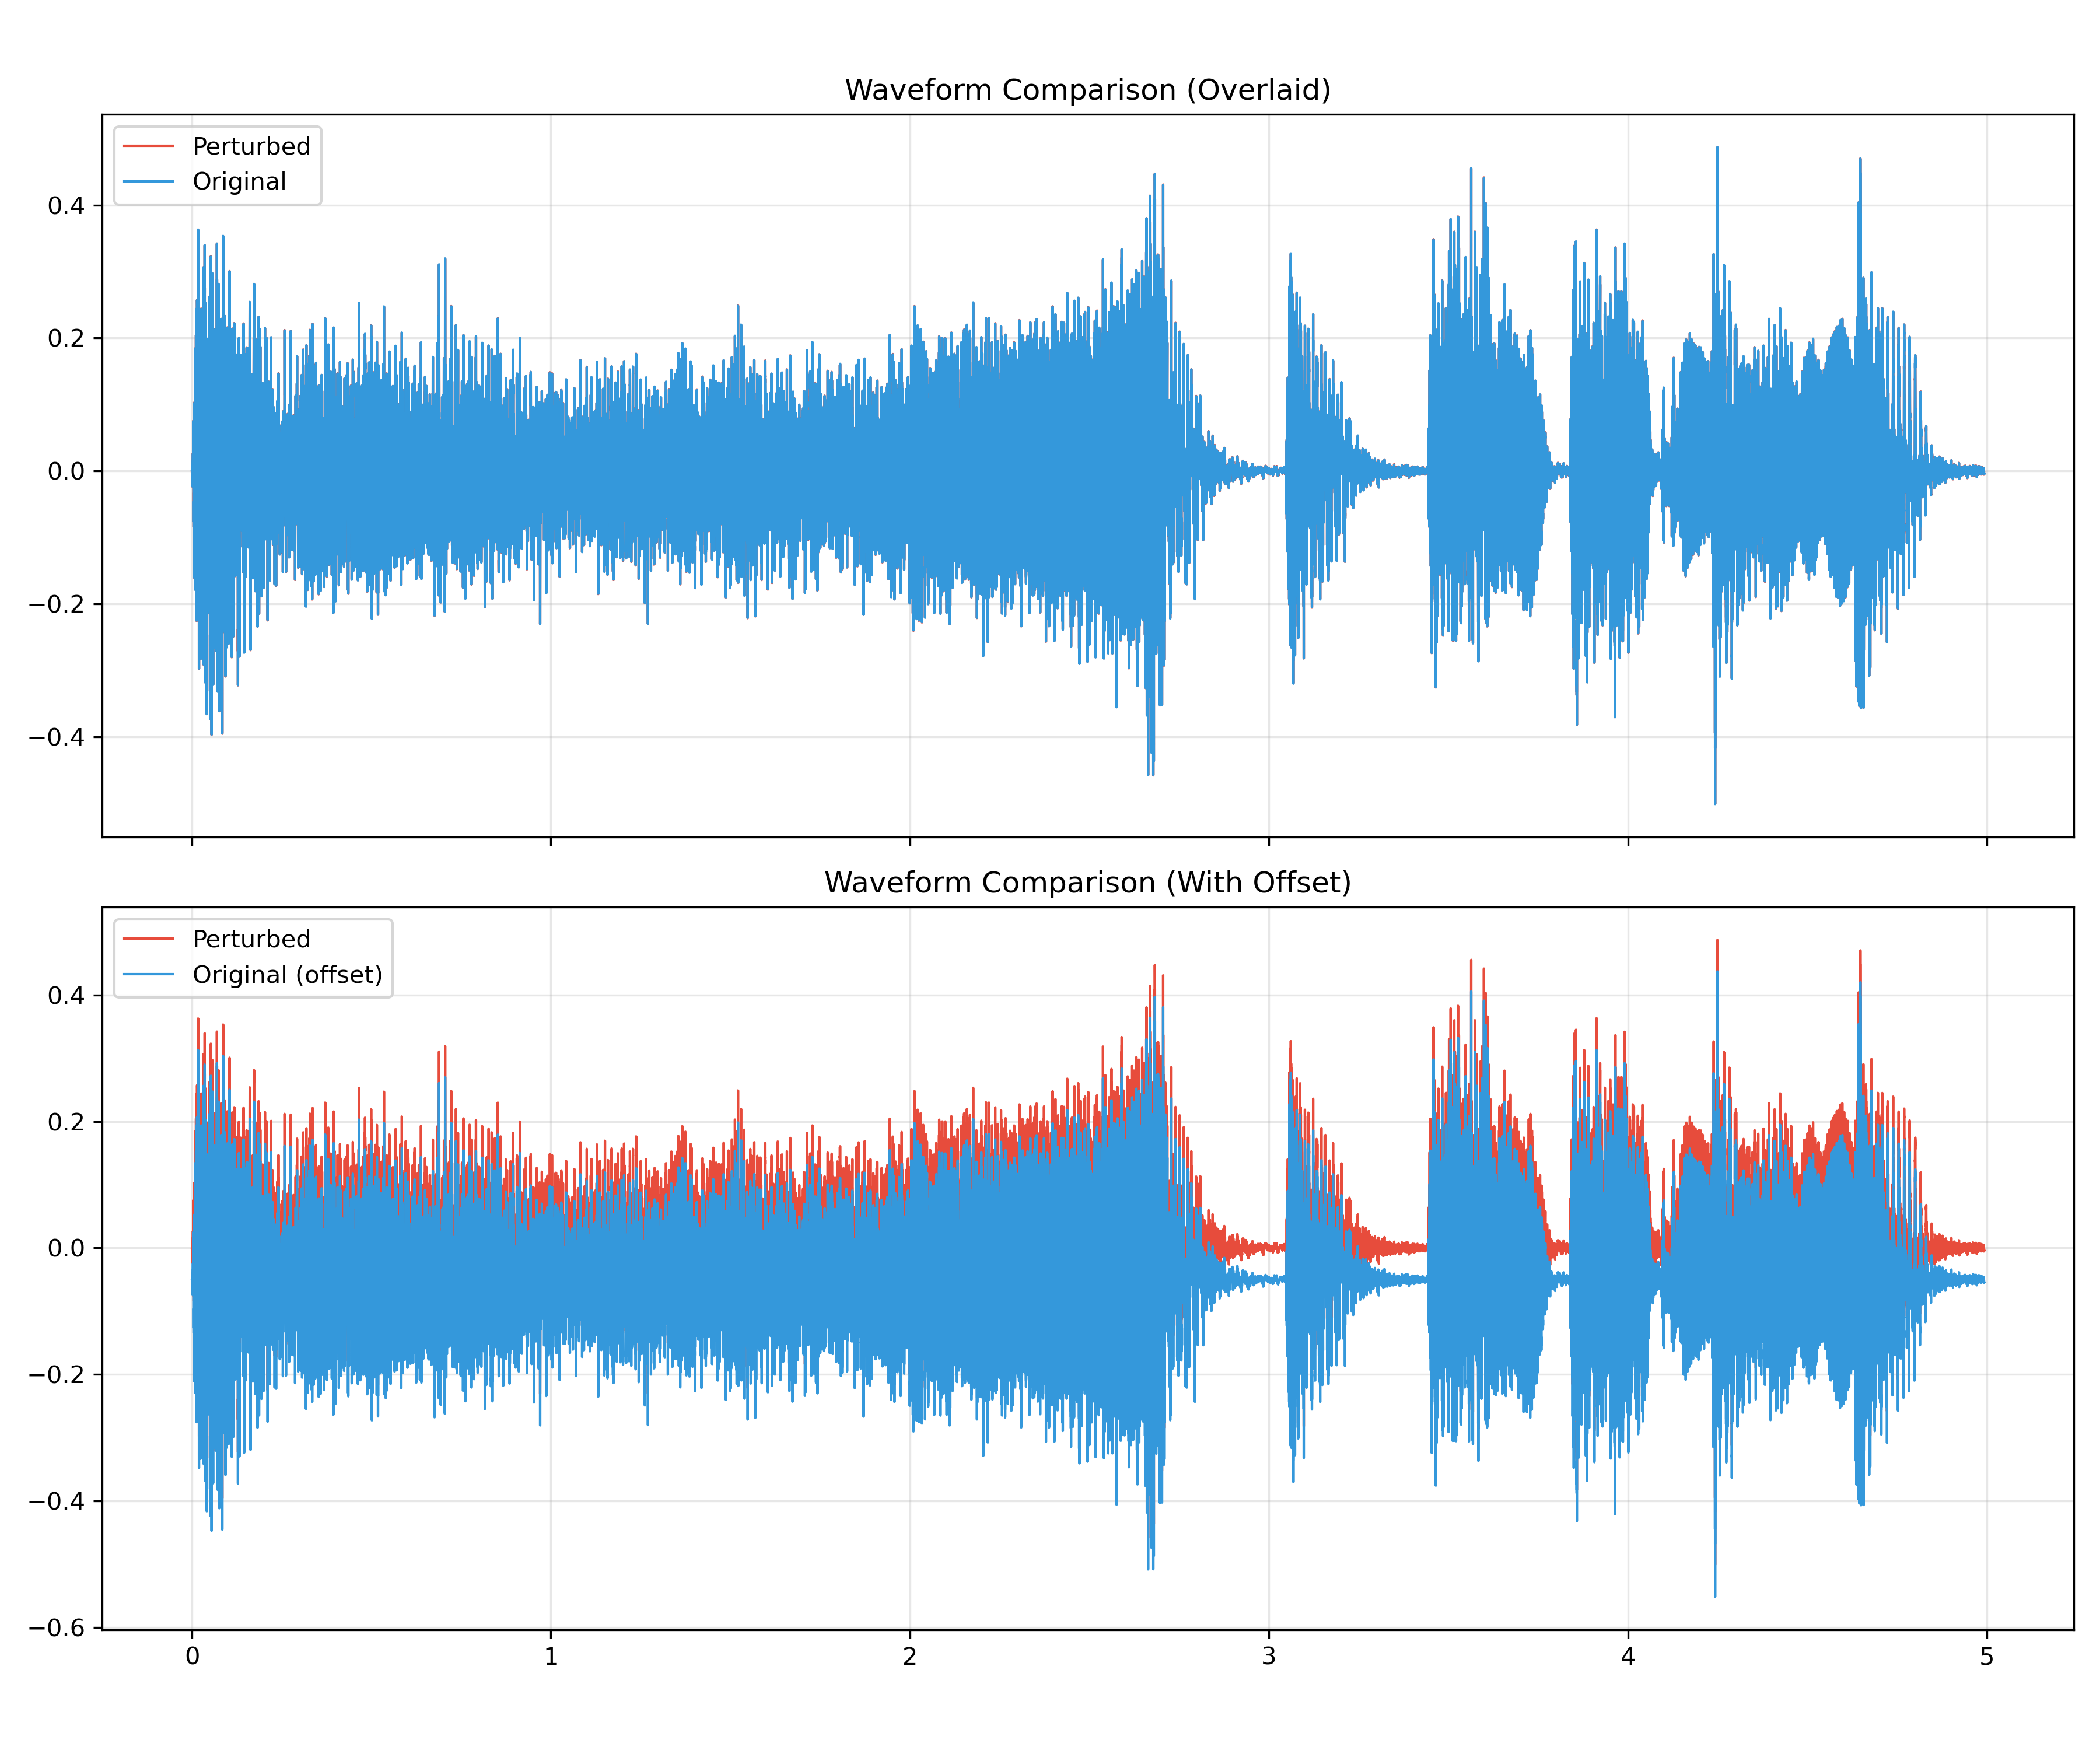 Waveform Comparison (Overlaid)
Perturbed
Original
0.4
0.2
0.0
−0.2
−0.4
Waveform Comparison (With Offset)
Perturbed
Original (offset)
0.4
0.2
0.0
−0.2
−0.4
−0.6
0 1 2 3 4 5